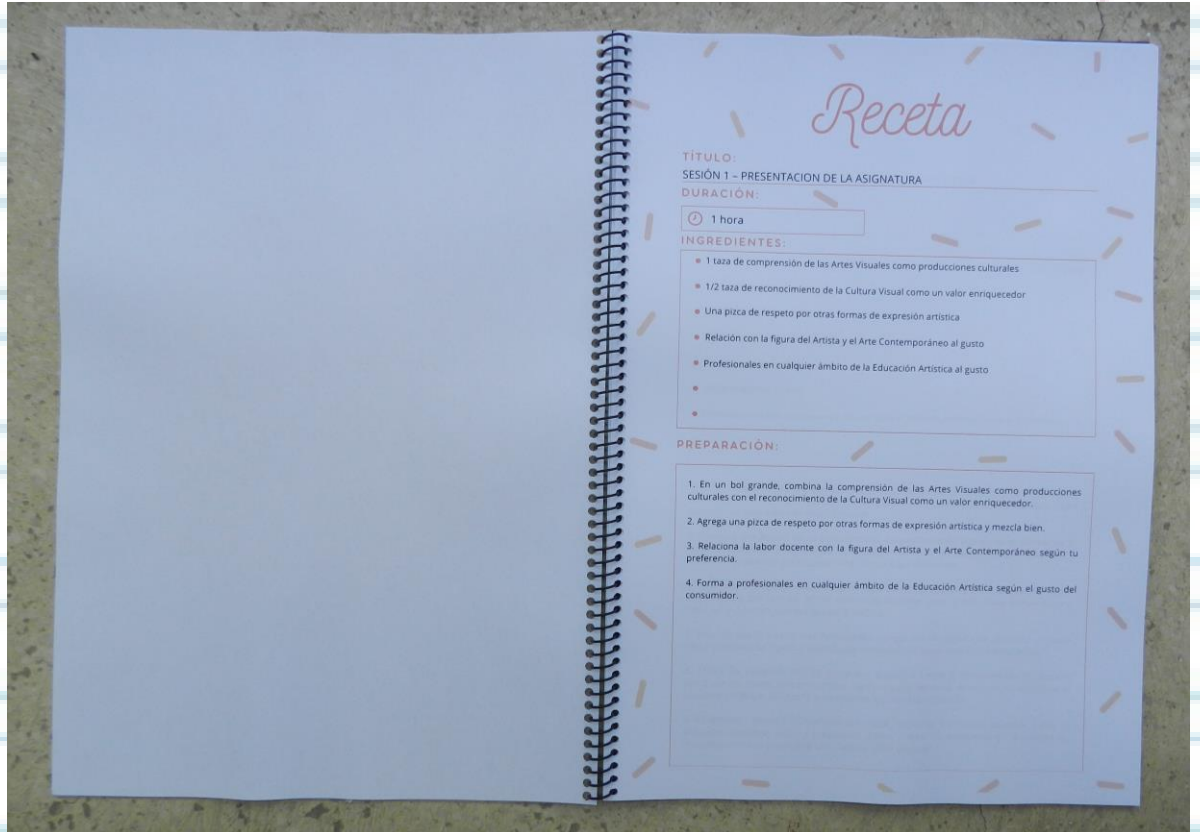 Receta
TÍTULO:
SESIÓN 1 – PRESENTACION DE LA ASIGNATURA
DURACIÓN:
1 hora
INGREDIENTES:
1 taza de comprensión de las Artes Visuales como producciones culturales
1/2 taza de reconocimiento de la Cultura Visual como un valor enriquecedor
Una pizca de respeto por otras formas de expresión artística
Relación con la figura del Artista y el Arte Contemporáneo al gusto
Profesionales en cualquier ámbito de la Educación Artística al gusto
PREPARACIÓN:
1. En un bol grande, combina la comprensión de las Artes Visuales como producciones
culturales con el reconocimiento de la Cultura Visual como un valor enriquecedor.
2. Agrega una pizca de respeto por otras formas de expresión artística y mezcla bien.
3. Relaciona la labor docente con la figura del Artista y el Arte Contemporáneo según tu
preferencia.
4. Forma a profesionales en cualquier ámbito de la Educación Artística según el gusto del
consumidor.